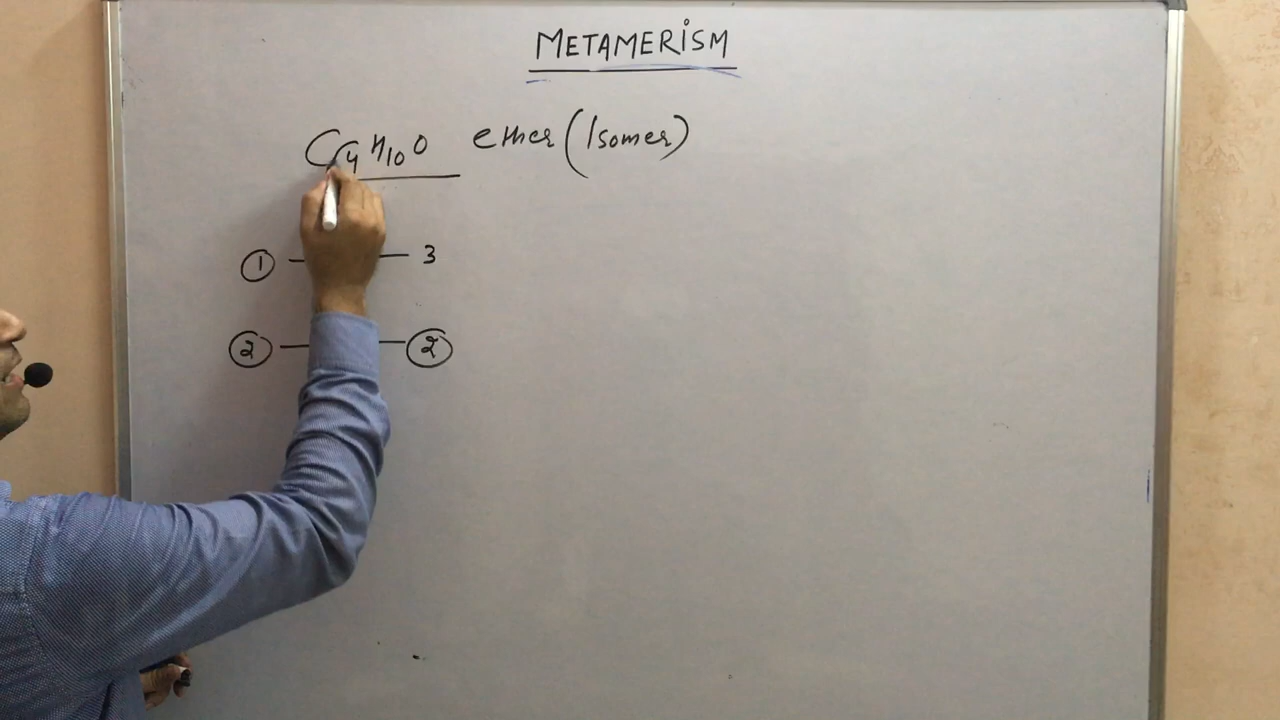 METAMERISM
C4H10O ether (Isomer)
1 — — 3
2 — — 2